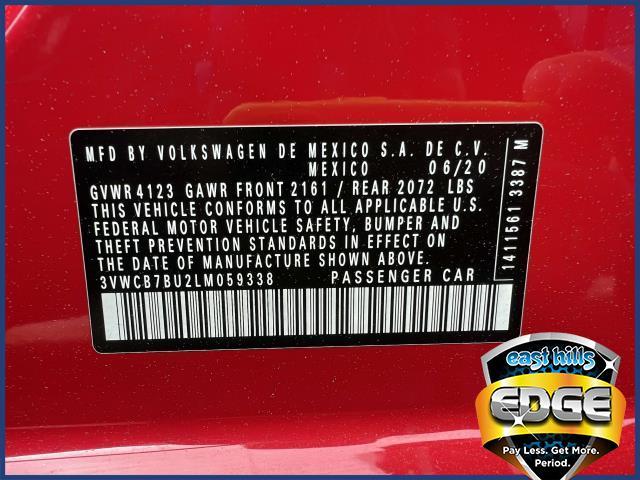 MFD BY VOLKSWAGEN DE MEXICO S.A. DE C.V.
MEXICO 06/20
GVWR 4123 GAWR FRONT 2161 / REAR 2072 LBS
THIS VEHICLE CONFORMS TO ALL APPLICABLE U.S.
FEDERAL MOTOR VEHICLE SAFETY, BUMPER AND
THEFT PREVENTION STANDARDS IN EFFECT ON
THE DATE OF MANUFACTURE SHOWN ABOVE.
3VWCB7BU2LM059338 PASSENGER CAR
1411561 3387 M
east hills
EDGE
Pay Less. Get More.
Period.